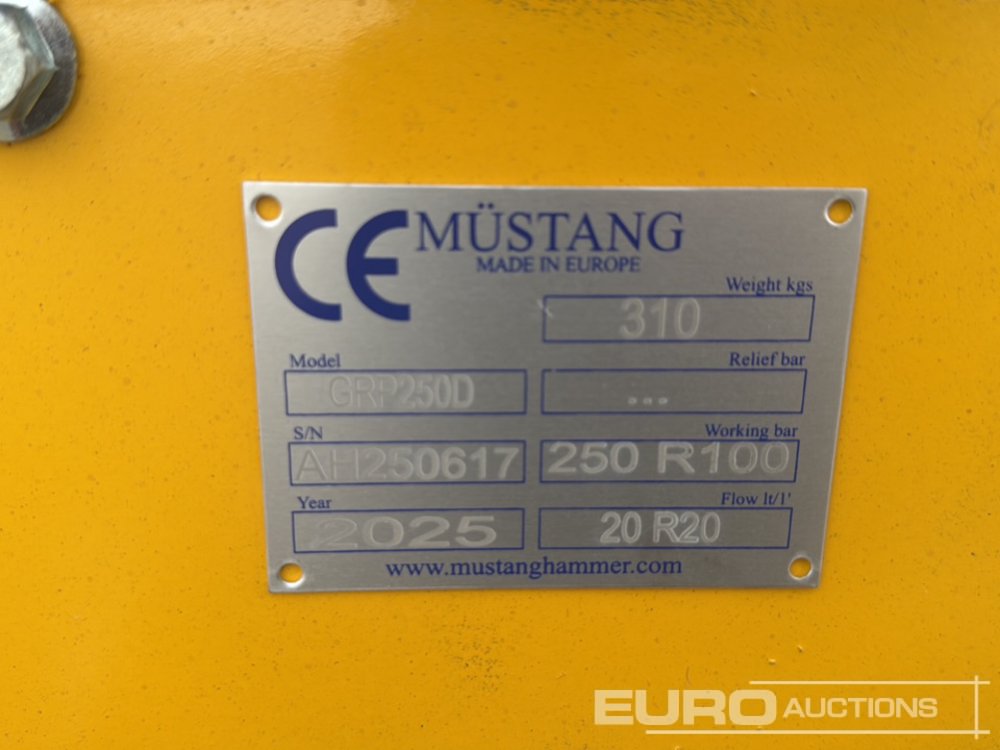 CE MÜSTANG
MADE IN EUROPE
Weight kgs
310
Model
GRP250D
Relief bar
...
S/N
AH250617
Working bar
250 R100
Year
2025
Flow lt/1'
20 R20
www.mustanghammer.com
EURO AUCTIONS